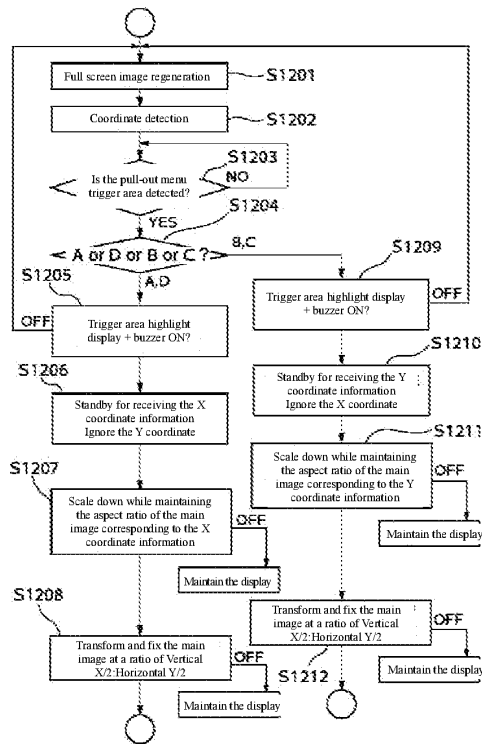 Full screen image regeneration
S1201
Coordinate detection
S1202
Is the pull-out menu
trigger area detected?
S1203
NO
YES
S1204
A or D or B or C ?
B,C
A,D
S1205
OFF
Trigger area highlight
display + buzzer ON?
S1206
Standby for receiving the X
coordinate information
Ignore the Y coordinate
S1207
Scale down while maintaining
the aspect ratio of the main
image corresponding to the X
coordinate information
OFF
Maintain the display
S1208
Transform and fix the main
image at a ratio of Vertical
X/2:Horizontal Y/2
OFF
Maintain the display
S1209
Trigger area highlight display
+ buzzer ON?
OFF
S1210
Standby for receiving the Y
coordinate information
Ignore the X coordinate
S1211
Scale down while maintaining
the aspect ratio of the main
image corresponding to the Y
coordinate information
OFF
Maintain the display
Transform and fix the main
image at a ratio of Vertical
X/2:Horizontal Y/2
OFF
S1212
Maintain the display